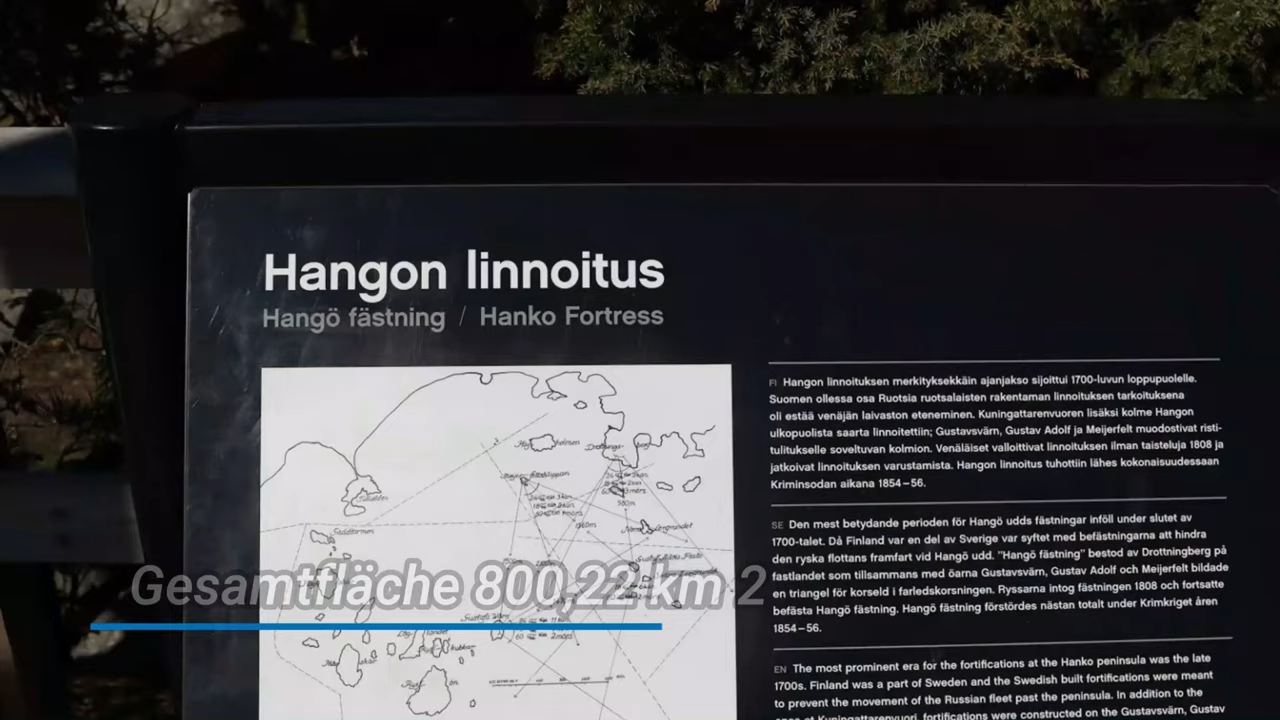 Hangon linnoitus
Hangö fästning / Hanko Fortress
FI Hangon linnoituksen merkityksekkäin ajanjakso sijoittui 1700-luvun loppupuolelle.
Suomen ollessa osa Ruotsia ruotsalaisten rakentaman linnoituksen tarkoituksena
oli estää venäjän laivaston eteneminen. Kuningattarenvuoren lisäksi kolme Hangon
ulkopuolista saarta linnoitettiin; Gustavsvärn, Gustav Adolf ja Meijerfelt muodostivat risti-
tulitukselle soveltuvan kolmion. Venäläiset valloittivat linnoituksen ilman taisteluja 1808 ja
jatkoivat linnoituksen varustamista. Hangon linnoitus tuhottiin lähes kokonaisuudessaan
Kriminsodan aikana 1854–56.
SE Den mest betydande perioden för Hangö udds fästningar inföll under slutet av
1700-talet. Då Finland var en del av Sverige var syftet med befästningarna att hindra
den ryska flottans framfart vid Hangö udd. "Hangö fästning" bestod av Drottningberg på
fastlandet som tillsammans med öarna Gustavsvärn, Gustav Adolf och Meijerfelt bildade
en triangel för korseld i farledskorsningen. Ryssarna intog fästningen 1808 och fortsatte
befästa Hangö fästning. Hangö fästning förstördes nästan totalt under Krimkriget åren
1854–56.
EN The most prominent era for the fortifications at the Hanko peninsula was the late
1700s. Finland was a part of Sweden and the Swedish built fortifications were meant
to prevent the movement of the Russian fleet past the peninsula. In addition to the
Kuningattarenvuori, fortifications were constructed on the Gustavsvärn, Gustav
Gesamtfläche 800,22 km 2